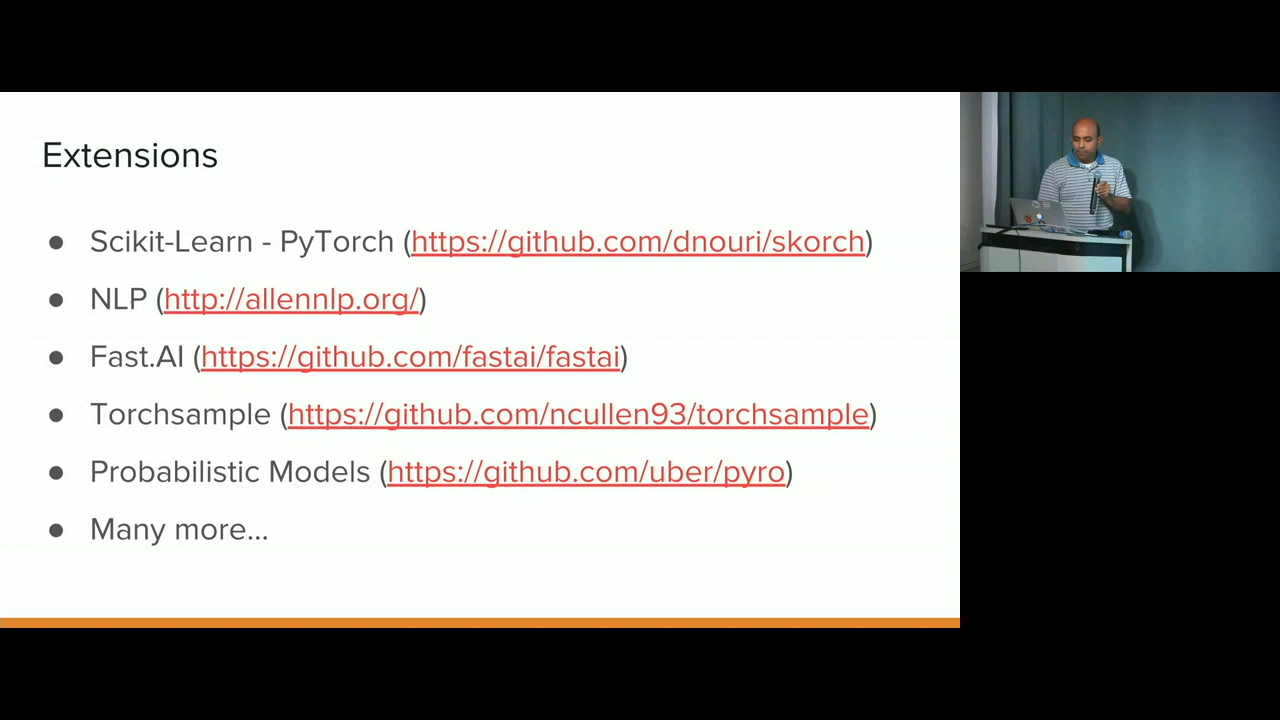 Extensions
● Scikit-Learn - PyTorch (https://github.com/dnouri/skorch)
● NLP (http://allennlp.org/)
● Fast.AI (https://github.com/fastai/fastai)
● Torchsample (https://github.com/ncullen93/torchsample)
● Probabilistic Models (https://github.com/uber/pyro)
● Many more...